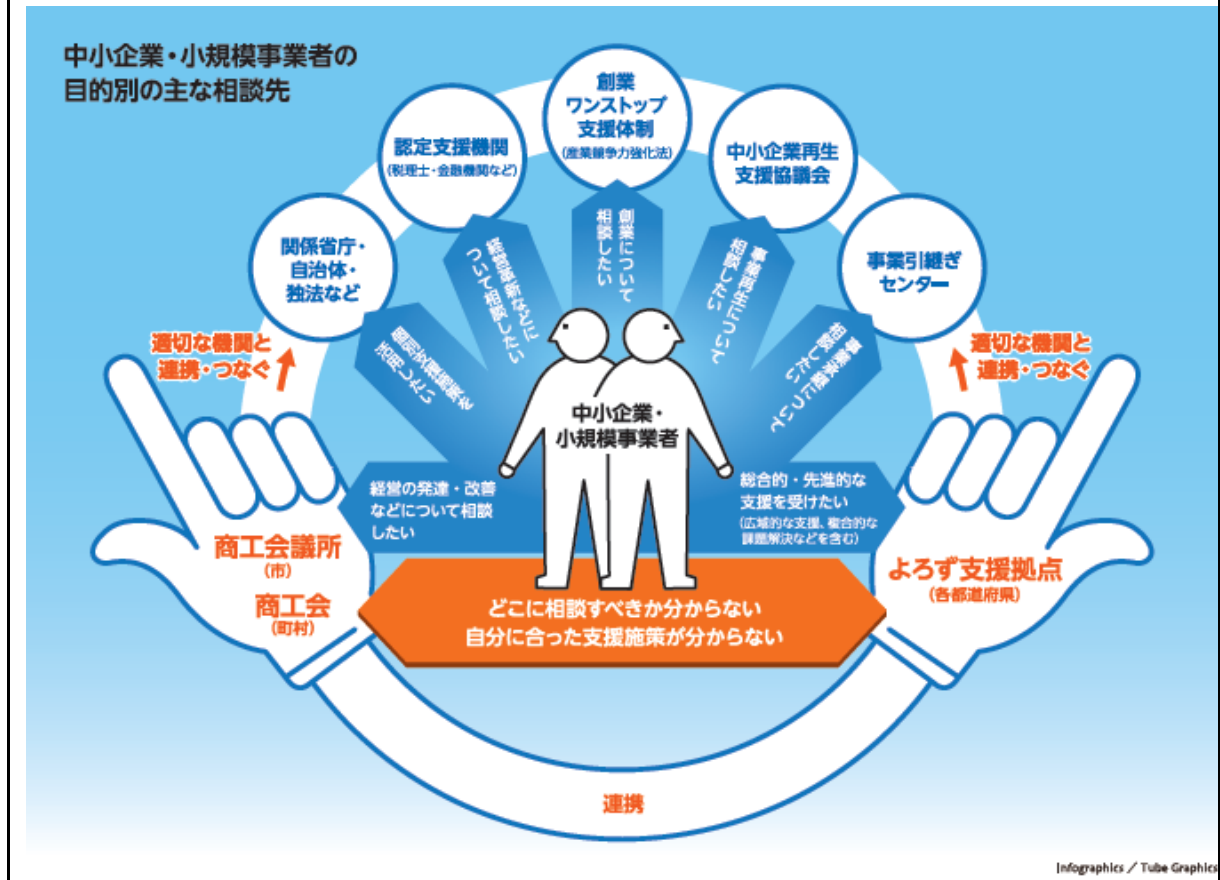 中小企業・小規模事業者の
目的別の主な相談先
創業
ワンストップ
支援体制
(産業競争力強化法)
認定支援機関
(税理士・金融機関など)
中小企業再生
支援協議会
関係省庁・
自治体・
独法など
事業引継ぎ
センター
個別支援施策を
活用したい
経営革新などに
ついて相談したい
創業について
相談したい
事業再生について
相談したい
事業承継について
相談したい
適切な機関と
連携・つなぐ
適切な機関と
連携・つなぐ
中小企業・
小規模事業者
経営の発達・改善
などについて相談
したい
総合的・先進的な
支援を受けたい
(広域的な支援、複合的な
課題解決などを含む)
商工会議所
(市)
商工会
(町村)
よろず支援拠点
(各都道府県)
どこに相談すべきか分からない
自分に合った支援施策が分からない
連携
Infographics / Tube Graphics